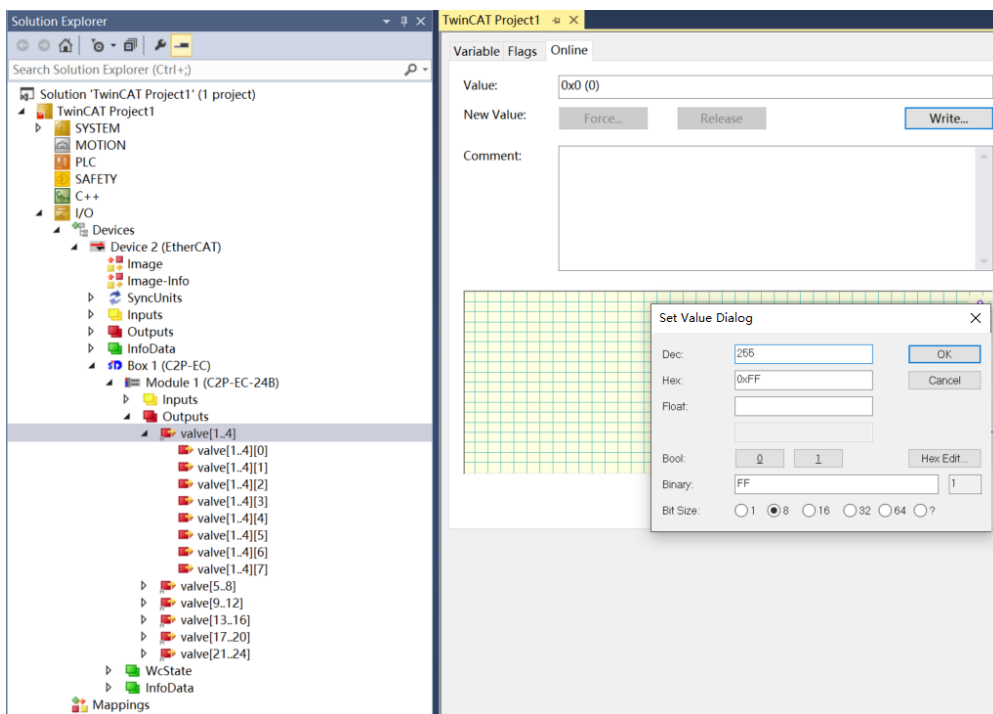 Solution Explorer
Search Solution Explorer (Ctrl+;)
Solution 'TwinCAT Project1' (1 project)
TwinCAT Project1
SYSTEM
MOTION
PLC
SAFETY
C++
I/O
Devices
Device 2 (EtherCAT)
Image
Image-Info
SyncUnits
Inputs
Outputs
InfoData
Box 1 (C2P-EC)
Module 1 (C2P-EC-24B)
Inputs
Outputs
valve[1..4]
valve[1..4][0]
valve[1..4][1]
valve[1..4][2]
valve[1..4][3]
valve[1..4][4]
valve[1..4][5]
valve[1..4][6]
valve[1..4][7]
valve[5..8]
valve[9..12]
valve[13..16]
valve[17..20]
valve[21..24]
WcState
InfoData
Mappings
TwinCAT Project1
Variable Flags Online
Value: 0x0 (0)
New Value: Force... Release Write...
Comment:
Set Value Dialog
Dec: 255 OK
Hex: 0xFF Cancel
Float:
Bool: 0 1 Hex Edit...
Binary: FF 1
Bit Size: 1 8 16 32 64 ?